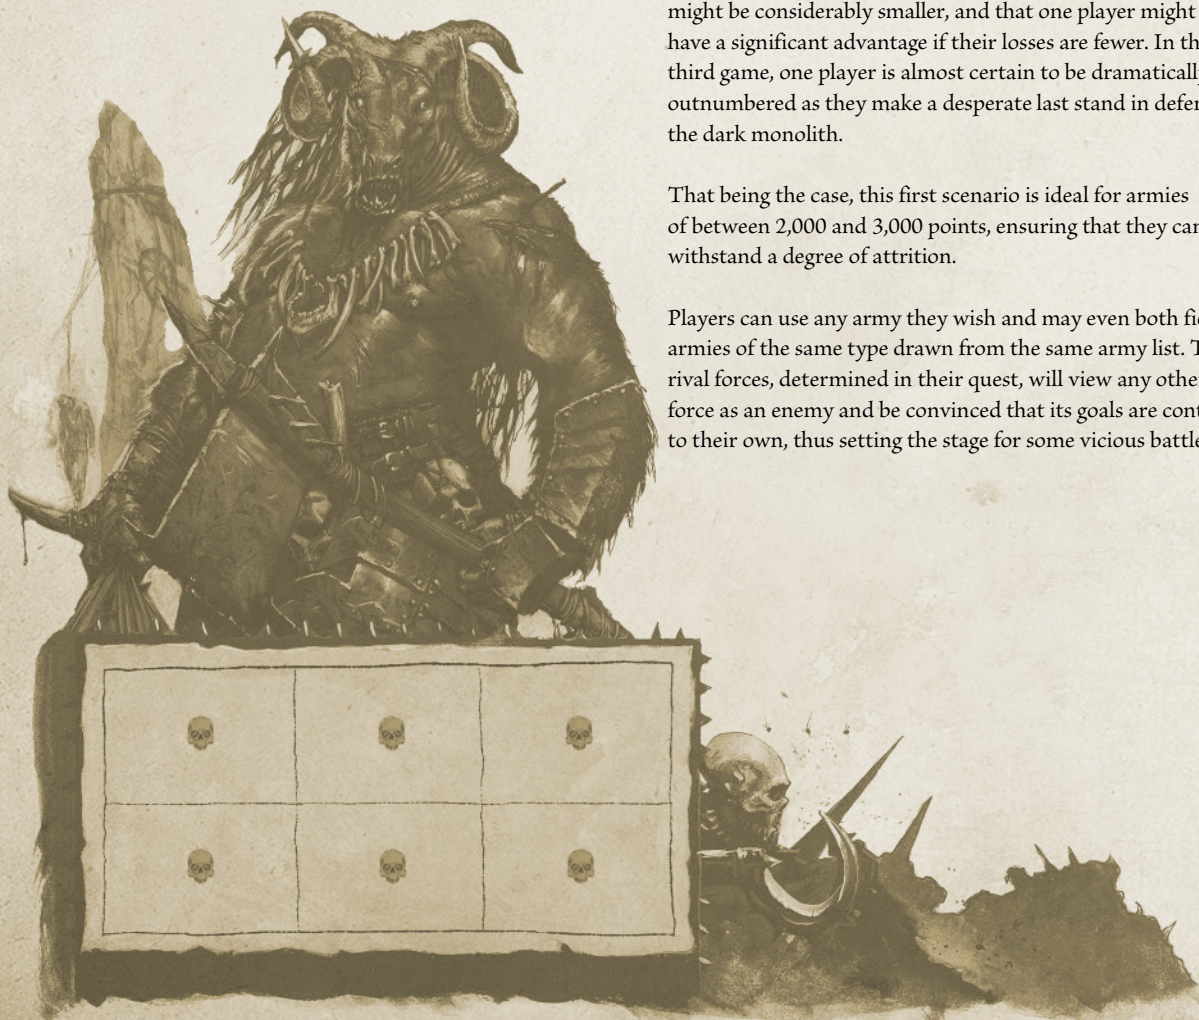 might be considerably smaller, and that one player might
have a significant advantage if their losses are fewer. In
third game, one player is almost certain to be
outnumbered as they make a desperate last stand in
the dark monolith.
That being the case, this first scenario is ideal for armies
of between 2,000 and 3,000 points, ensuring that they
withstand a degree of attrition.
Players can use any army they wish and may even both
armies of the same type drawn from the same army list.
rival forces, determined in their quest, will view any
force as an enemy and be convinced that its goals are
to their own, thus setting the stage for some vicious